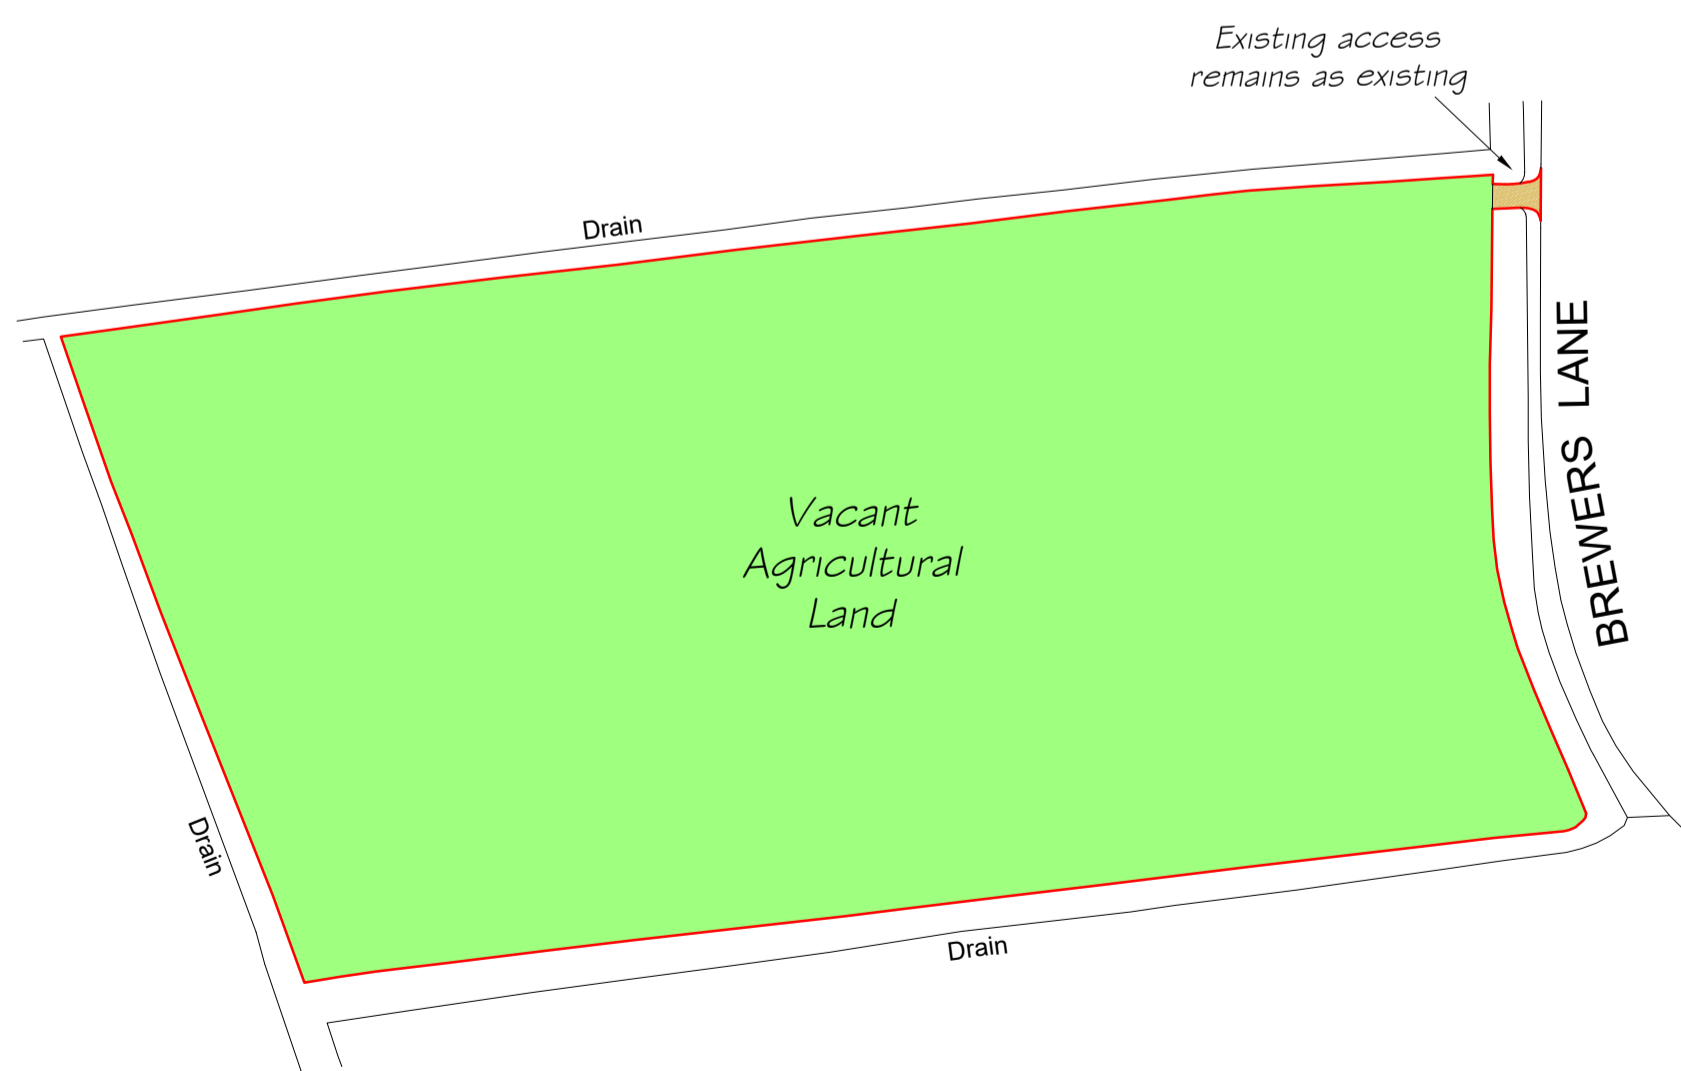 Existing access
remains as existing
Drain
BREWERS LANE
Vacant
Agricultural
Land
Drain
Drain